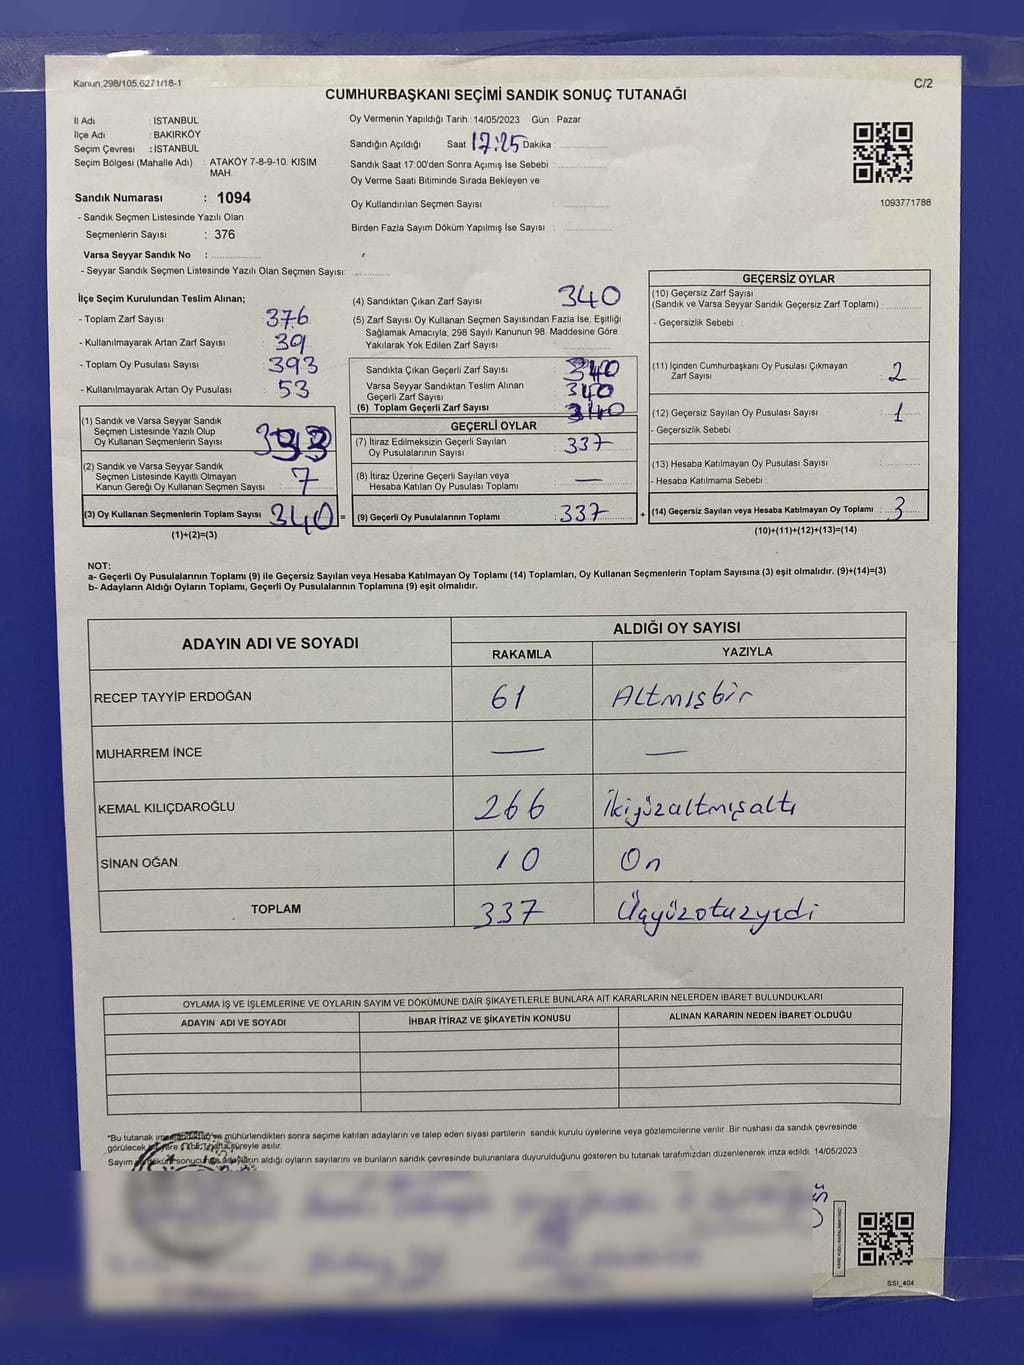 Kanun,298/105,6271/18-1
C/2
CUMHURBAŞKANI SEÇİMİ SANDIK SONUÇ TUTANAĞI
İl Adı : İSTANBUL
İlçe Adı : BAKIRKÖY
Seçim Çevresi : İSTANBUL
Seçim Bölgesi (Mahalle Adı) : ATAKÖY 7-8-9-10. KISIM
MAH.
Sandık Numarası : 1094
- Sandık Seçmen Listesinde Yazılı Olan
Seçmenlerin Sayısı : 376
Varsa Seyyar Sandık No :
- Seyyar Sandık Seçmen Listesinde Yazılı Olan Seçmen Sayısı:
Oy Vermenin Yapıldığı Tarih : 14/05/2023 Gün : Pazar
Sandığın Açıldığı Saat 17:25 Dakika :
Sandık Saat 17:00'den Sonra Açımış İse Sebebi :
Oy Verme Saati Bitiminde Sırada Bekleyen ve
Oy Kullandırılan Seçmen Sayısı :
Birden Fazla Sayım Döküm Yapılmış İse Sayısı :
1093771788
İlçe Seçim Kurulundan Teslim Alınan;
- Toplam Zarf Sayısı : 376
- Kullanılmayarak Artan Zarf Sayısı : 39
- Toplam Oy Pusulası Sayısı : 393
- Kullanılmayarak Artan Oy Pusulası : 53
(1) Sandık ve Varsa Seyyar Sandık
Seçmen Listesinde Yazılı Olup
Oy Kullanan Seçmenlerin Sayısı :
(2) Sandık ve Varsa Seyyar Sandık
Seçmen Listesinde Kayıtlı Olmayan
Kanun Gereği Oy Kullanan Seçmen Sayısı : 7
(3) Oy Kullanan Seçmenlerin Toplam Sayısı : 340 =
(1)+(2)=(3)
(4) Sandıktan Çıkan Zarf Sayısı : 340
(5) Zarf Sayısı Oy Kullanan Seçmen Sayısından Fazla İse, Eşitliği
Sağlamak Amacıyla, 298 Sayılı Kanunun 98. Maddesine Göre
Yakılarak Yok Edilen Zarf Sayısı :
Sandıkta Çıkan Geçerli Zarf Sayısı : 340
Varsa Seyyar Sandıktan Teslim Alınan
Geçerli Zarf Sayısı : 340
(6) Toplam Geçerli Zarf Sayısı : 340
GEÇERLİ OYLAR
(7) İtiraz Edilmeksizin Geçerli Sayılan
Oy Pusulalarının Sayısı : 337
(8) İtiraz Üzerine Geçerli Sayılan veya
Hesaba Katılan Oy Pusulası Toplamı : —
(9) Geçerli Oy Pusulalarının Toplamı : 337 +
GEÇERSİZ OYLAR
(10) Geçersiz Zarf Sayısı
(Sandık ve Varsa Seyyar Sandık Geçersiz Zarf Toplamı) :
- Geçersizlik Sebebi :
(11) İçinden Cumhurbaşkanı Oy Pusulası Çıkmayan
Zarf Sayısı : 2
(12) Geçersiz Sayılan Oy Pusulası Sayısı : 1
- Geçersizlik Sebebi :
(13) Hesaba Katılmayan Oy Pusulası Sayısı :
- Hesaba Katılmama Sebebi :
(14) Geçersiz Sayılan veya Hesaba Katılmayan Oy Toplamı : 3
(10)+(11)+(12)+(13)=(14)
NOT:
a- Geçerli Oy Pusulalarının Toplamı (9) ile Geçersiz Sayılan veya Hesaba Katılmayan Oy Toplamı (14) Toplamları, Oy Kullanan Seçmenlerin Toplam Sayısına (3) eşit olmalıdır. (9)+(14)=(3)
b- Adayların Aldığı Oyların Toplamı, Geçerli Oy Pusulalarının Toplamına (9) eşit olmalıdır.
ADAYIN ADI VE SOYADI ALDIĞI OY SAYISI
RAKAMLA YAZIYLA
RECEP TAYYİP ERDOĞAN 61 Altmışbir
MUHARREM İNCE — —
KEMAL KILIÇDAROĞLU 266 İkiyüzaltmışaltı
SİNAN OĞAN 10 On
TOPLAM 337 Üçyüzotuzyedi
OYLAMA İŞ VE İŞLEMLERİNE VE OYLARIN SAYIM VE DÖKÜMÜNE DAİR ŞİKAYETLERLE BUNLARA AİT KARARLARIN NELERDEN İBARET BULUNDUKLARI
ADAYIN ADI VE SOYADI İHBAR İTİRAZ VE ŞİKAYETİN KONUSU ALINAN KARARIN NEDEN İBARET OLDUĞU
*Bu tutanak ve mühürlendikten sonra seçime katılan adayların ve talep eden siyasi partilerin sandık kurulu üyelerine veya gözlemcilerine verilir. Bir nüshası da sandık çevresinde
görülecek süreyle asılır.
Sayım sonucunda adayların aldığı oyların sayılarını ve bunların sandık çevresinde bulunanlara duyurulduğunu gösteren bu tutanak tarafımızdan düzenlenerek imza edildi. 14/05/2023
SSI_404